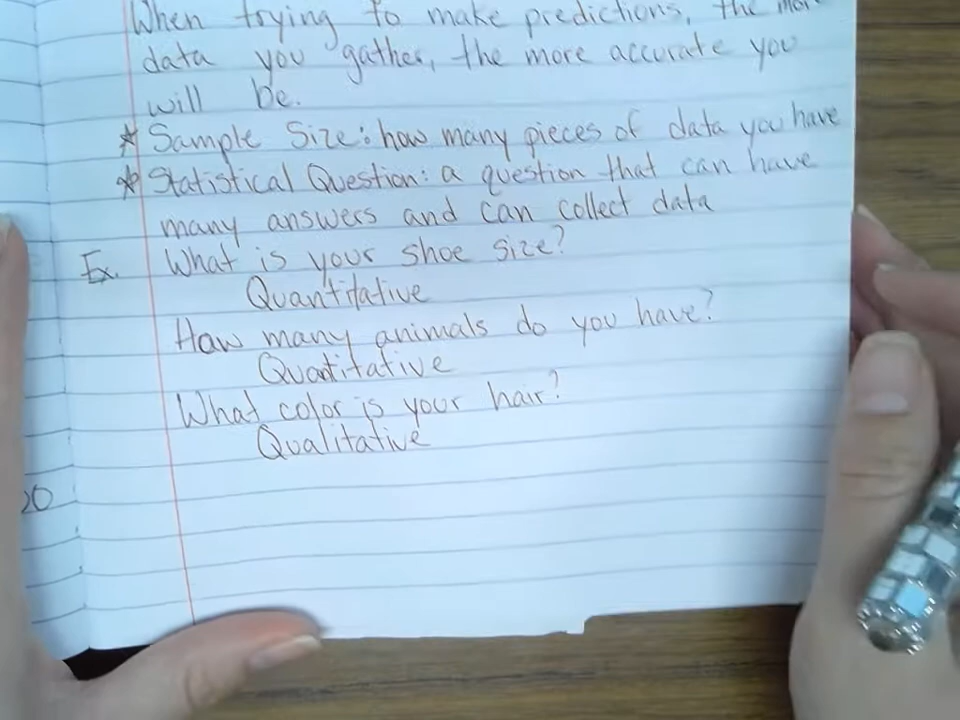 When trying to make predictions, the more
data you gather, the more accurate you
will be.
* Sample Size: how many pieces of data you have
* Statistical Question: a question that can have
many answers and can collect data
Ex. What is your shoe size?
Quantitative
How many animals do you have?
Quantitative
What color is your hair?
Qualitative
20